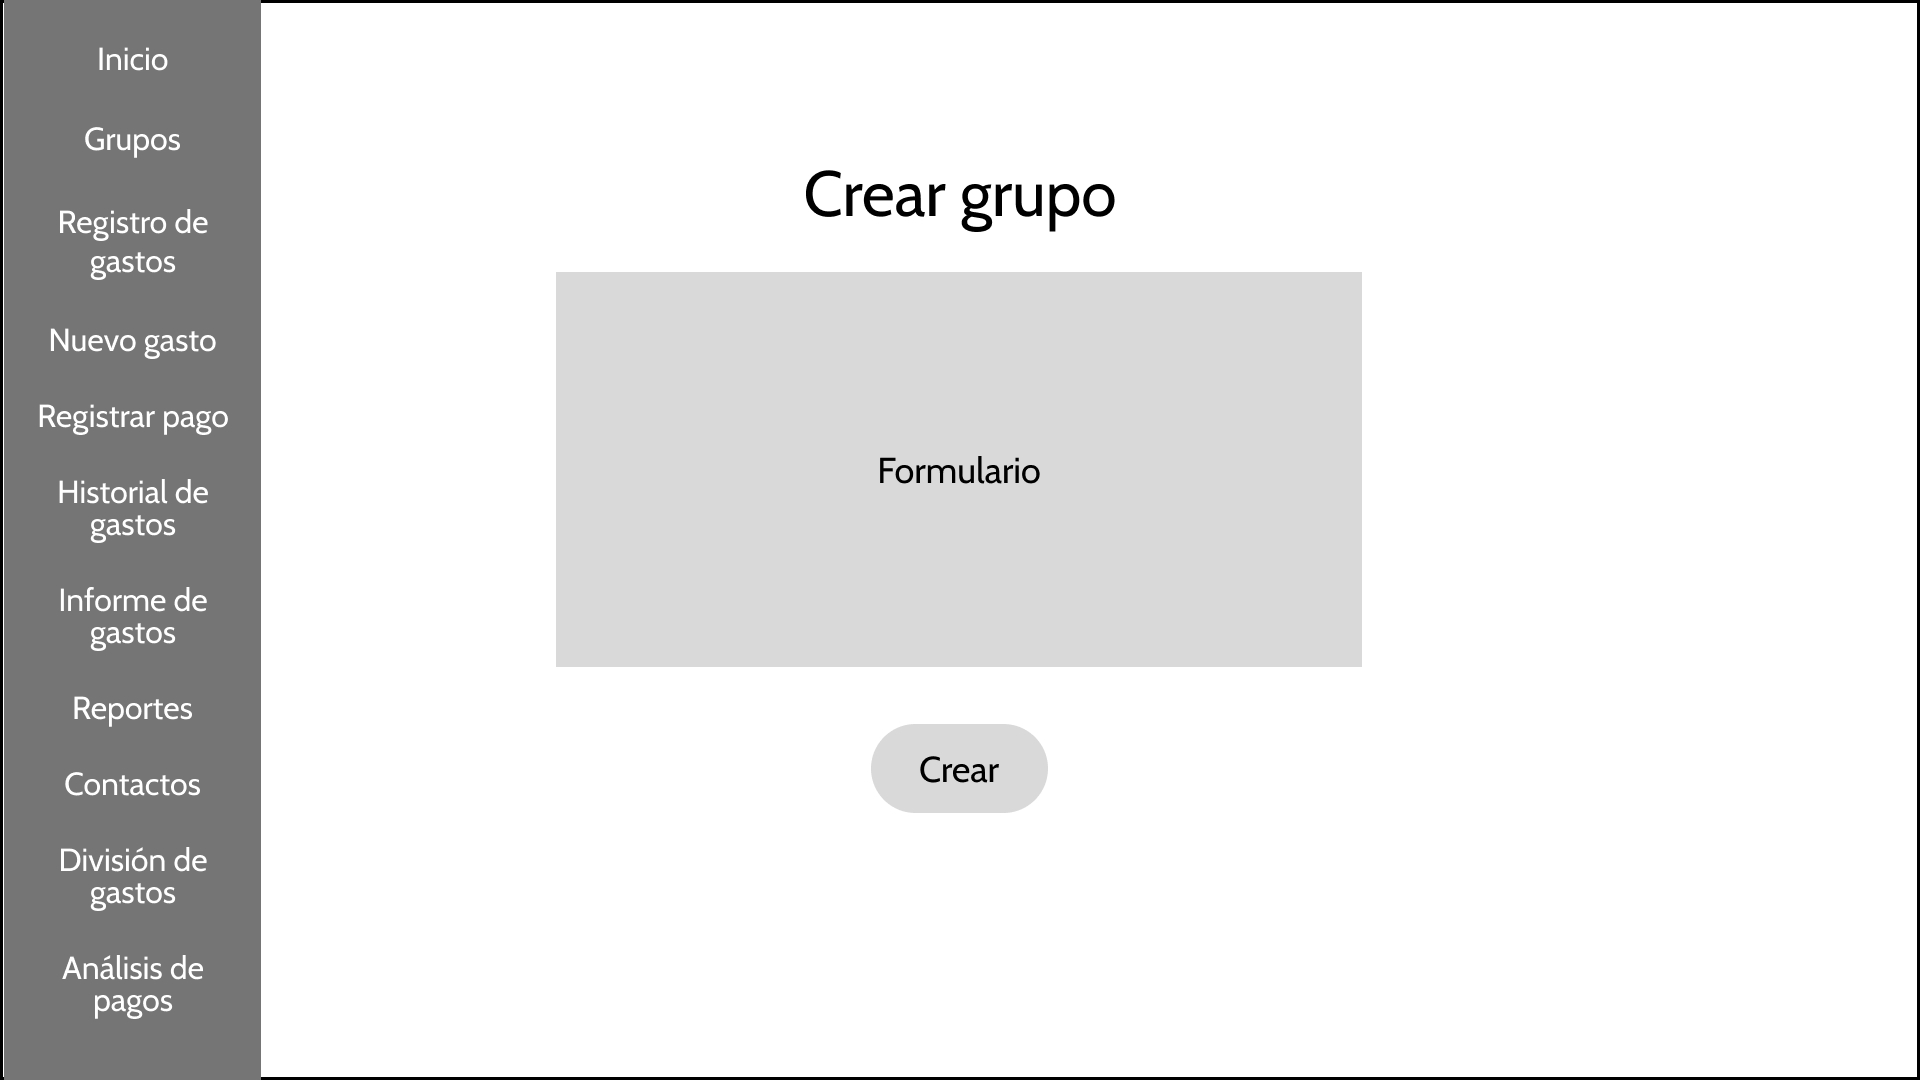 Inicio
Grupos
Registro de
gastos
Nuevo gasto
Registrar pago
Historial de
gastos
Informe de
gastos
Reportes
Contactos
División de
gastos
Análisis de
pagos
Crear grupo
Formulario
Crear